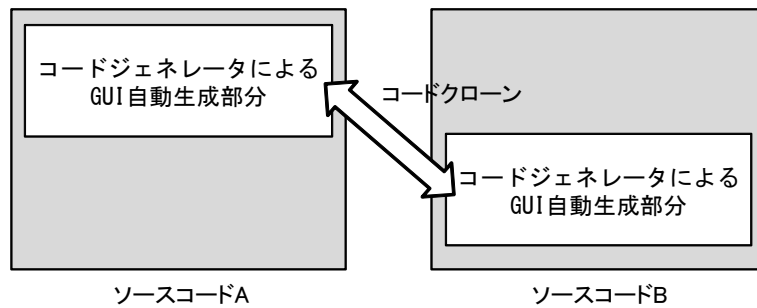 コードジェネレータによる
GUI自動生成部分
コードクローン
コードジェネレータによる
GUI自動生成部分
ソースコードA
ソースコードB